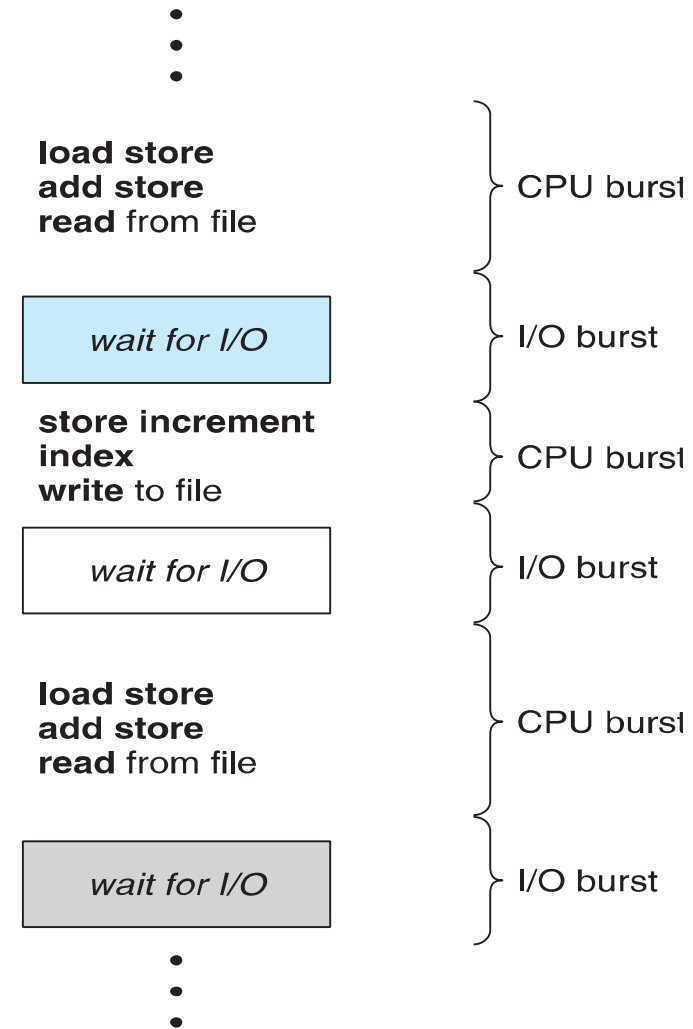 load store
add store
read from file
CPU burst
wait for I/O
I/O burst
store increment
index
write to file
CPU burst
wait for I/O
I/O burst
load store
add store
read from file
CPU burst
wait for I/O
I/O burst